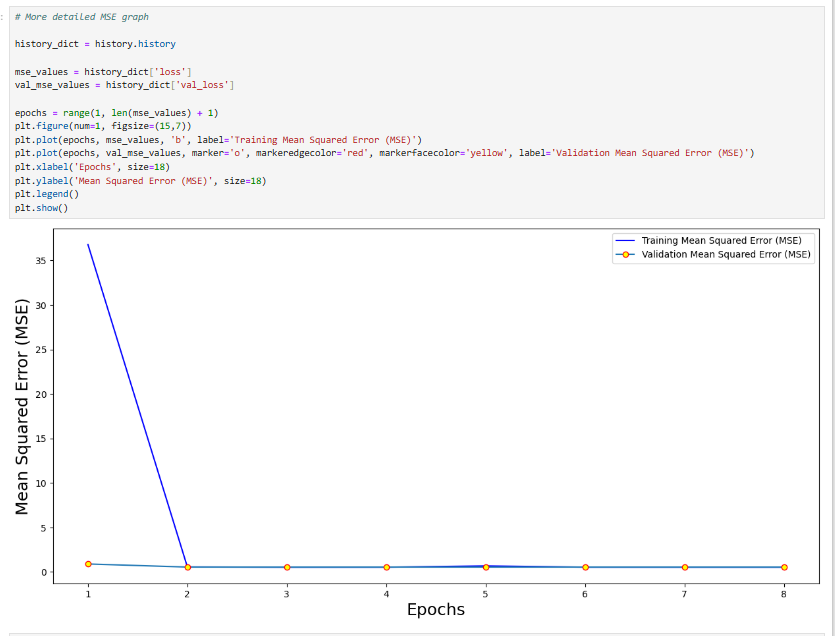 :
# More detailed MSE graph
history_dict = history.history
mse_values = history_dict['loss']
val_mse_values = history_dict['val_loss']
epochs = range(1, len(mse_values) + 1)
plt.figure(num=1, figsize=(15,7))
plt.plot(epochs, mse_values, 'b', label='Training Mean Squared Error (MSE)')
plt.plot(epochs, val_mse_values, marker='o', markeredgecolor='red', markerfacecolor='yellow', label='Validation Mean Squared Error (MSE)')
plt.xlabel('Epochs', size=18)
plt.ylabel('Mean Squared Error (MSE)', size=18)
plt.legend()
plt.show()
Training Mean Squared Error (MSE)
Validation Mean Squared Error (MSE)
Mean Squared Error (MSE)
35
30
25
20
15
10
5
0
1 2 3 4 5 6 7 8
Epochs